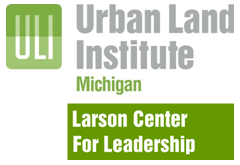 ULI
Urban Land
Institute
Michigan
Larson Center
For Leadership